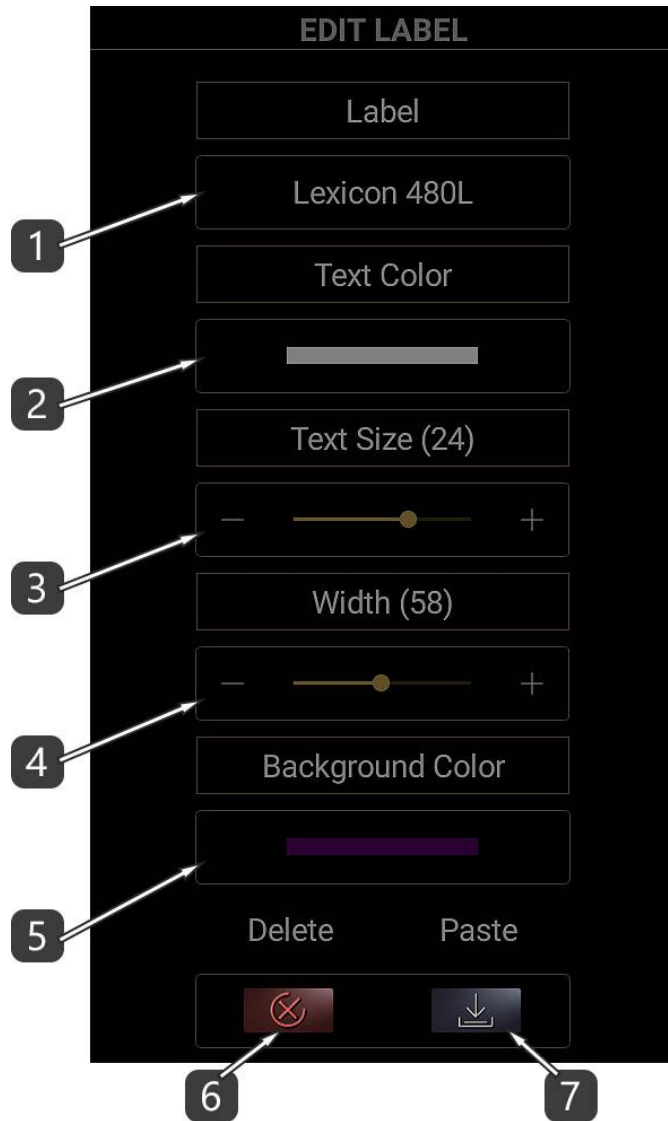 EDIT LABEL
Label
1
Lexicon 480L
Text Color
2
Text Size (24)
3
Width (58)
4
Background Color
5
Delete Paste
6 7